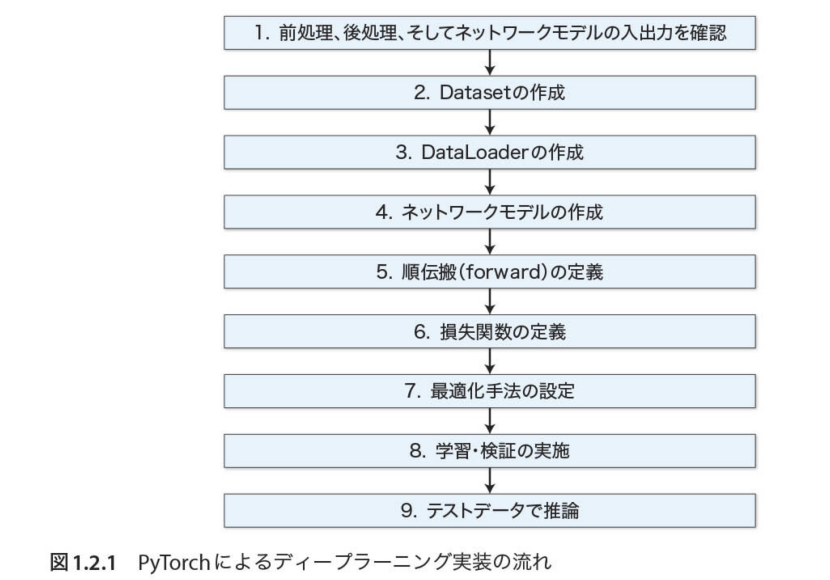 1. 前処理、後処理、そしてネットワークモデルの入出力を確認
2. Datasetの作成
3. DataLoaderの作成
4. ネットワークモデルの作成
5. 順伝搬(forward)の定義
6. 損失関数の定義
7. 最適化手法の設定
8. 学習・検証の実施
9. テストデータで推論
図1.2.1 PyTorchによるディープラーニング実装の流れ